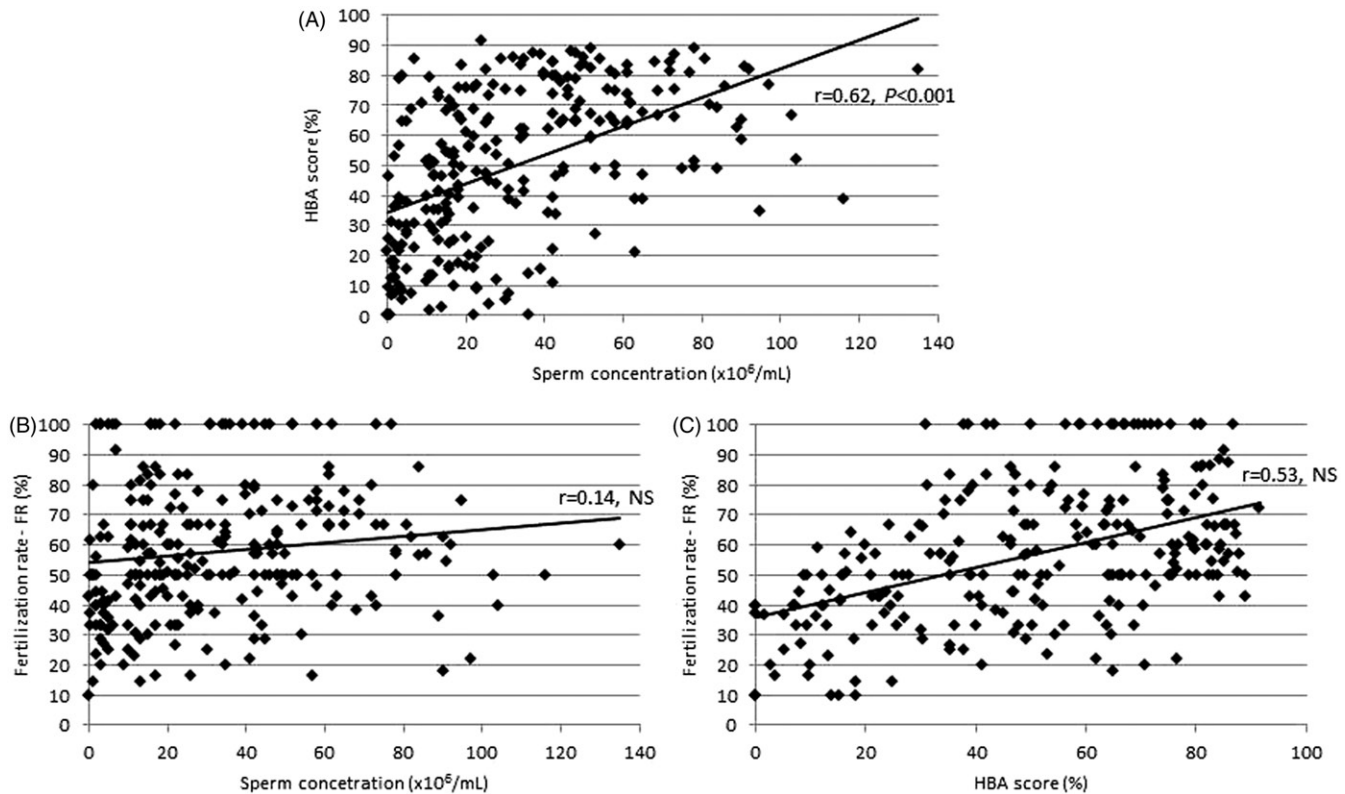 (A)
100
90
80
70
60
50
40
30
20
10
0
HBA score (%)
r=0.62, P<0.001
0 20 40 60 80 100 120 140
Sperm concentration (x10⁶/mL)
(B)
100
90
80
70
60
50
40
30
20
10
0
Fertilization rate- FR (%)
r=0.14, NS
0 20 40 60 80 100 120 140
Sperm concetration (x10⁶/mL)
(C)
100
90
80
70
60
50
40
30
20
10
0
Fertilization rate- FR (%)
r=0.53, NS
0 20 40 60 80 100
HBA score (%)